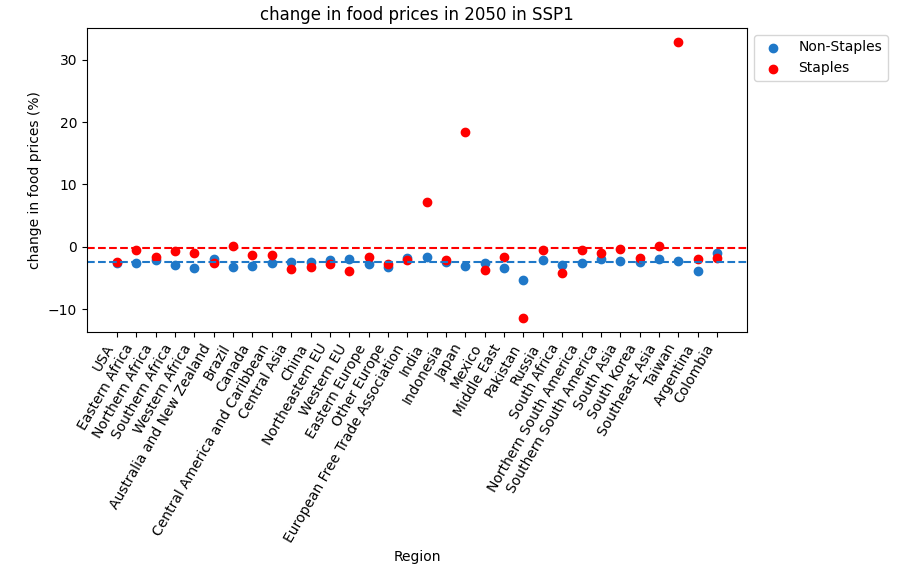 change in food prices in 2050 in SSP1
Non-Staples
Staples
change in food prices (%)
30
20
10
0
−10
USA
Eastern Africa
Northern Africa
Southern Africa
Western Africa
Australia and New Zealand
Brazil
Canada
Central America and Caribbean
Central Asia
China
Northeastern EU
Western EU
Eastern Europe
Other Europe
European Free Trade Association
India
Indonesia
Japan
Mexico
Middle East
Pakistan
Russia
South Africa
Northern South America
Southern South America
South Asia
South Korea
Southeast Asia
Taiwan
Argentina
Colombia
Region